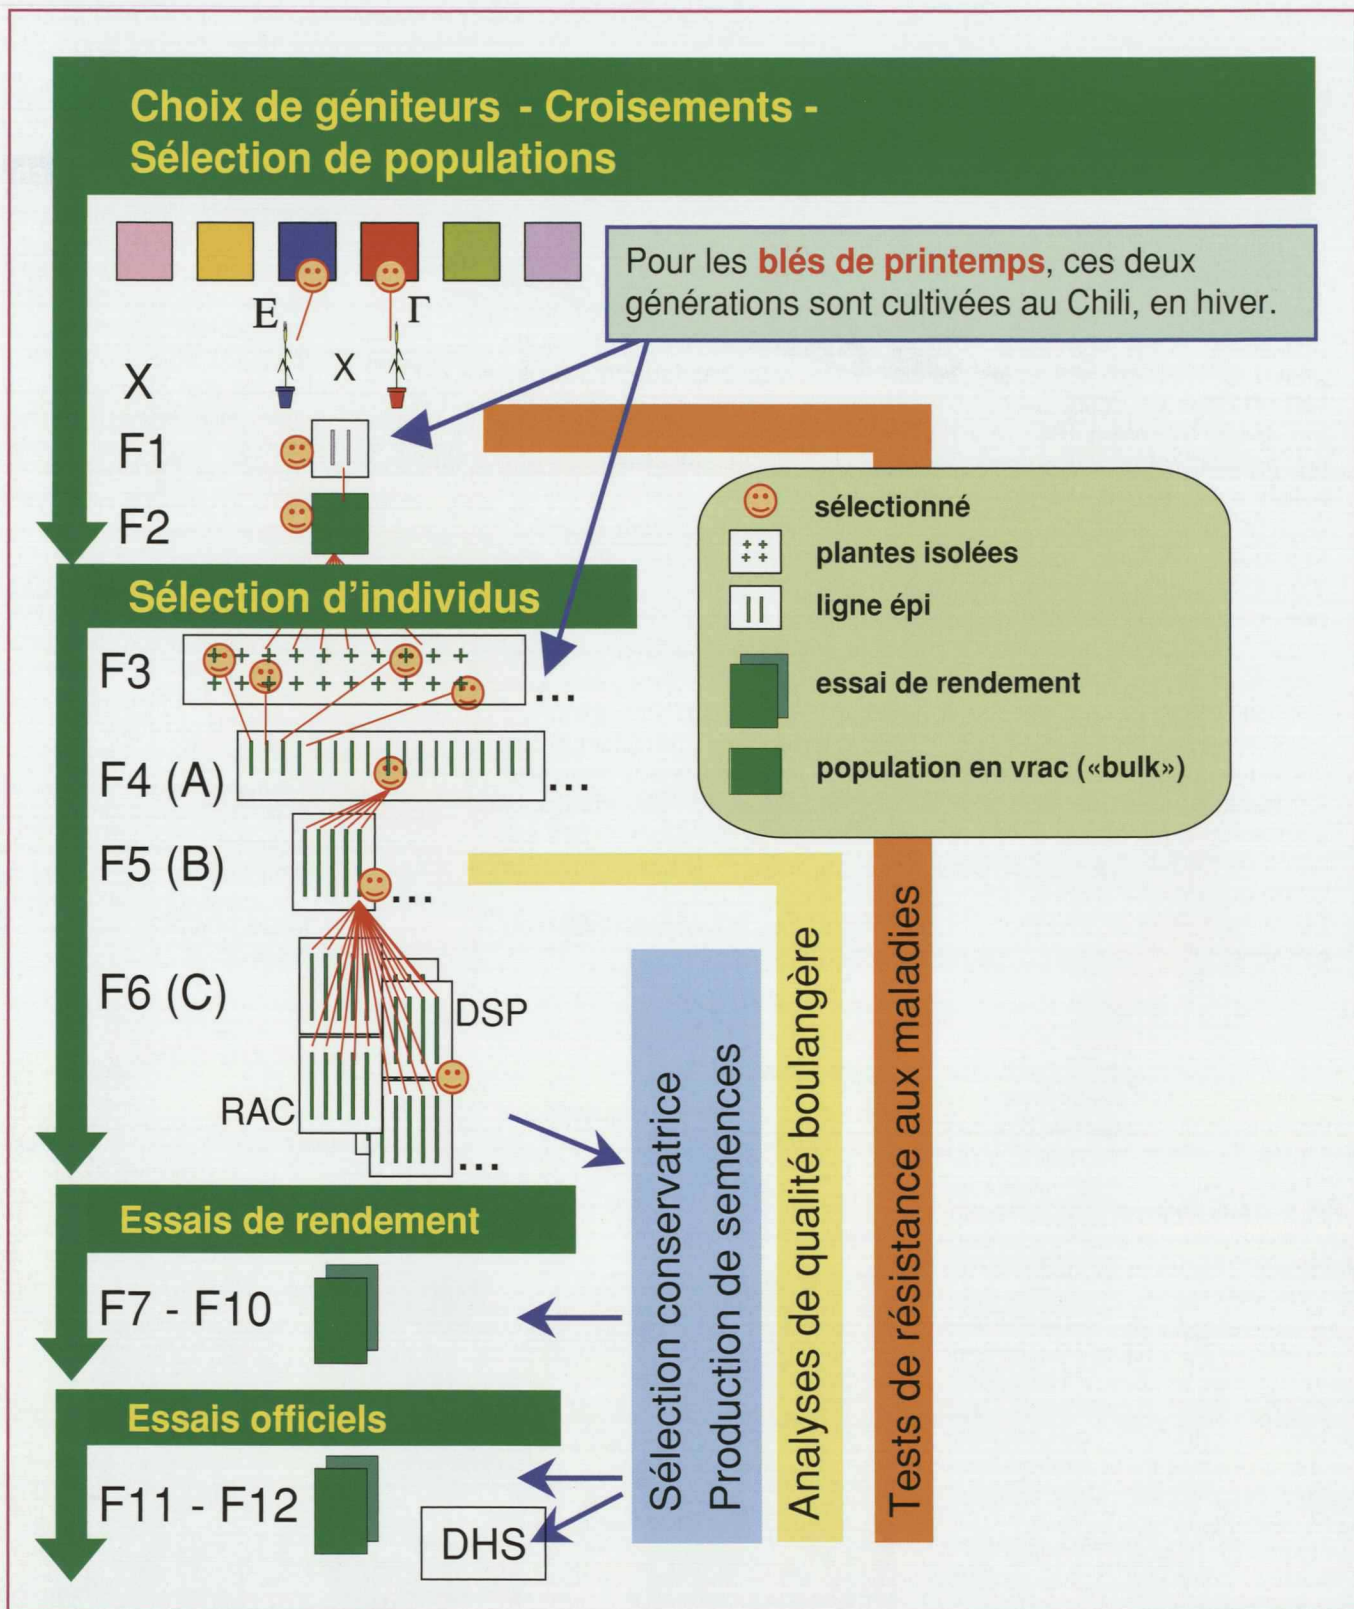 Choix de géniteurs - Croisements -
Sélection de populations
Pour les blés de printemps, ces deux
générations sont cultivées au Chili, en hiver.
E
Γ
X
X
F1
F2
sélectionné
plantes isolées
ligne épi
essai de rendement
population en vrac («bulk»)
Sélection d'individus
F3
...
F4 (A)
...
F5 (B)
...
F6 (C)
DSP
RAC
...
Sélection conservatrice
Production de semences
Analyses de qualité boulangère
Tests de résistance aux maladies
Essais de rendement
F7 - F10
Essais officiels
F11 - F12
DHS